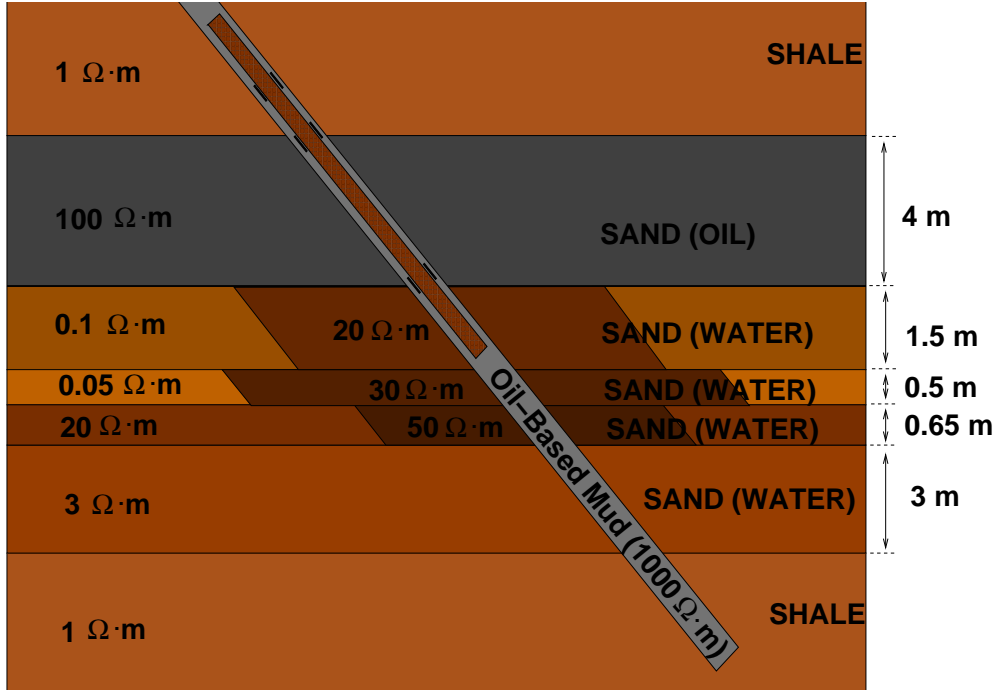 1 Ω·m
SHALE
100 Ω·m
SAND (OIL)
4 m
0.1 Ω·m
20 Ω·m
SAND (WATER)
1.5 m
0.05 Ω·m
30 Ω·m
SAND (WATER)
0.5 m
20 Ω·m
50 Ω·m
SAND (WATER)
0.65 m
3 Ω·m
SAND (WATER)
3 m
Oil–Based Mud (1000 Ω·m)
1 Ω·m
SHALE